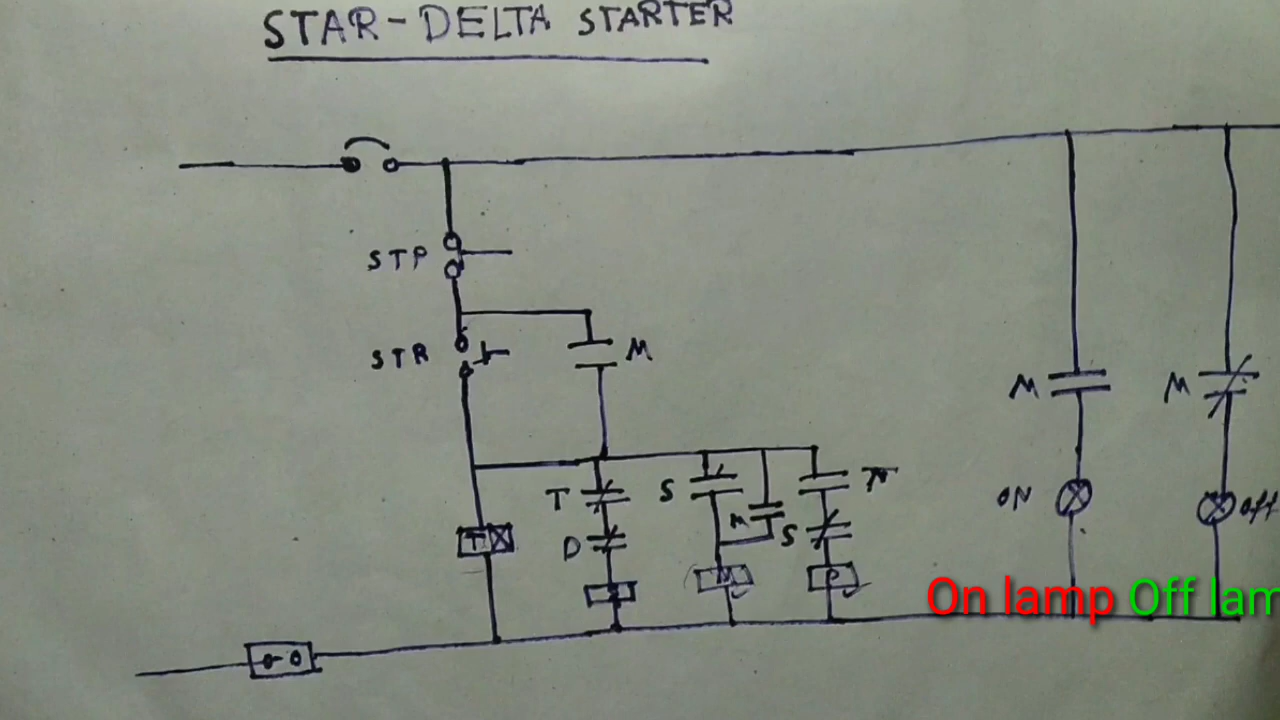 STAR-DELTA STARTER
STP
STR
M
T
S
M
D
S
M
M
ON
Off
On lamp Off lam